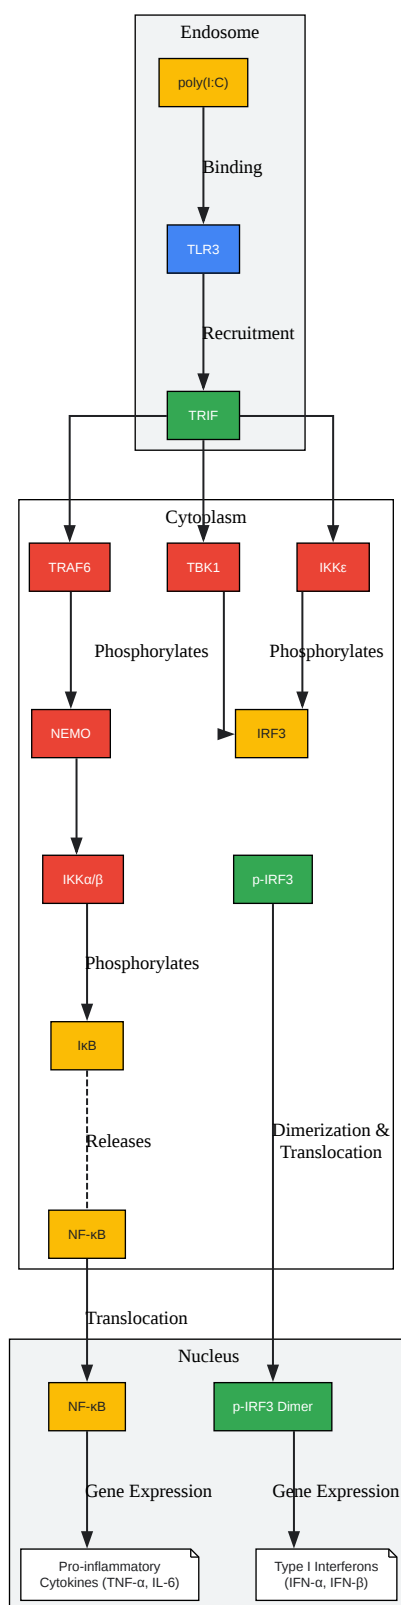 Endosome
poly(I:C)
Binding
TLR3
Recruitment
TRIF
Cytoplasm
TRAF6
TBK1
IKKε
Phosphorylates
Phosphorylates
NEMO
IRF3
IKKα/β
p-IRF3
Phosphorylates
IκB
Releases
Dimerization &
Translocation
NF-κB
Translocation
Nucleus
NF-κB
p-IRF3 Dimer
Gene Expression
Gene Expression
Pro-inflammatory
Cytokines (TNF-α, IL-6)
Type I Interferons
(IFN-α, IFN-β)